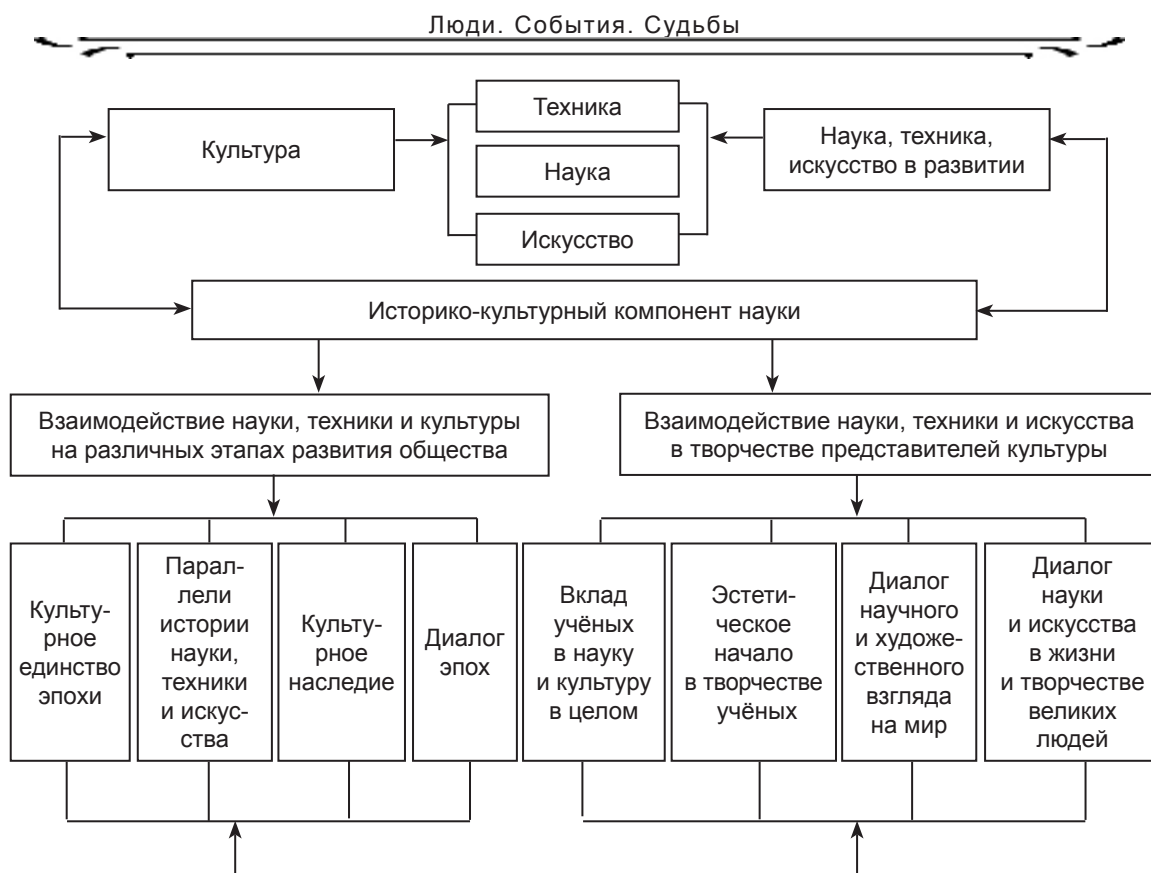 Люди. События. Судьбы
Техника
Культура
Наука
Наука, техника,
искусство в развитии
Искусство
Историко-культурный компонент науки
Взаимодействие науки, техники и культуры
на различных этапах развития общества
Взаимодействие науки, техники и искусства
в творчестве представителей культуры
Культу-
рное
единство
эпохи
Парал-
лели
истории
науки,
техники
и искус-
ства
Культу-
рное
наследие
Диалог
эпох
Вклад
учёных
в науку
и культуру
в целом
Эстети-
ческое
начало
в творчестве
учёных
Диалог
научного
и художе-
ственного
взгляда
на мир
Диалог
науки
и искусства
в жизни
и творчестве
великих
людей